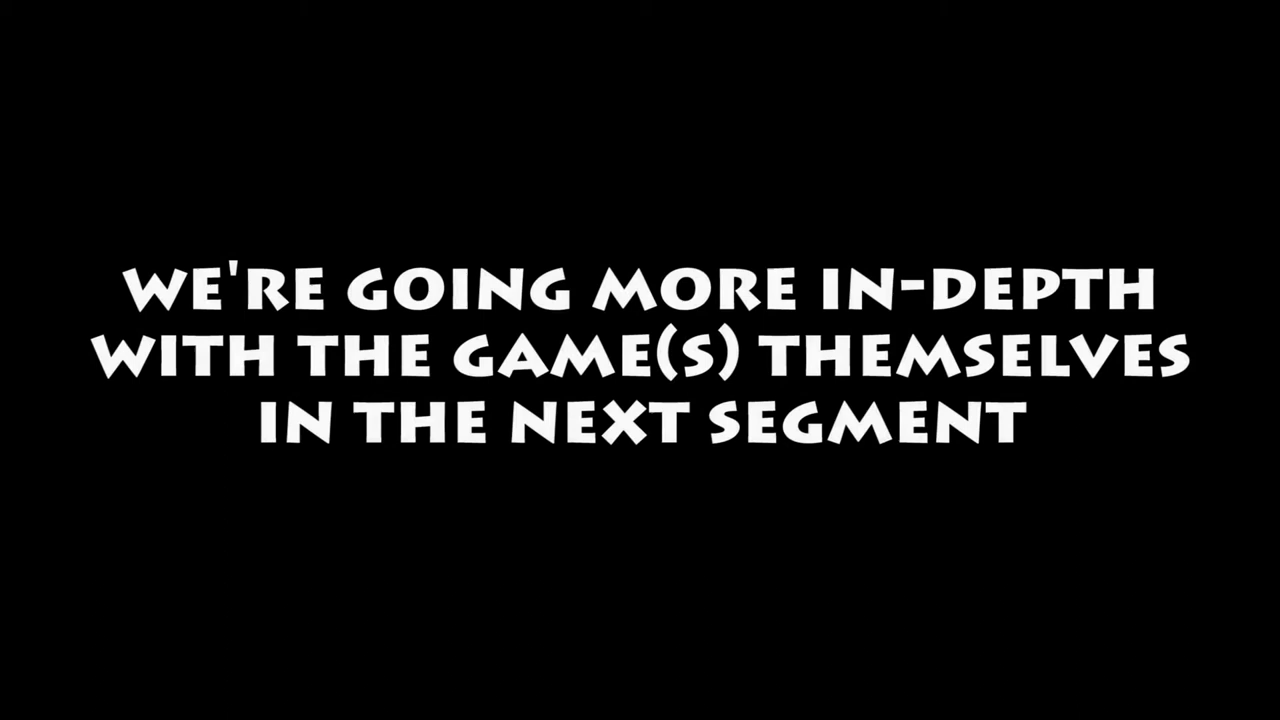 WE'RE GOING MORE IN-DEPTH
WITH THE GAME(S) THEMSELVES
IN THE NEXT SEGMENT